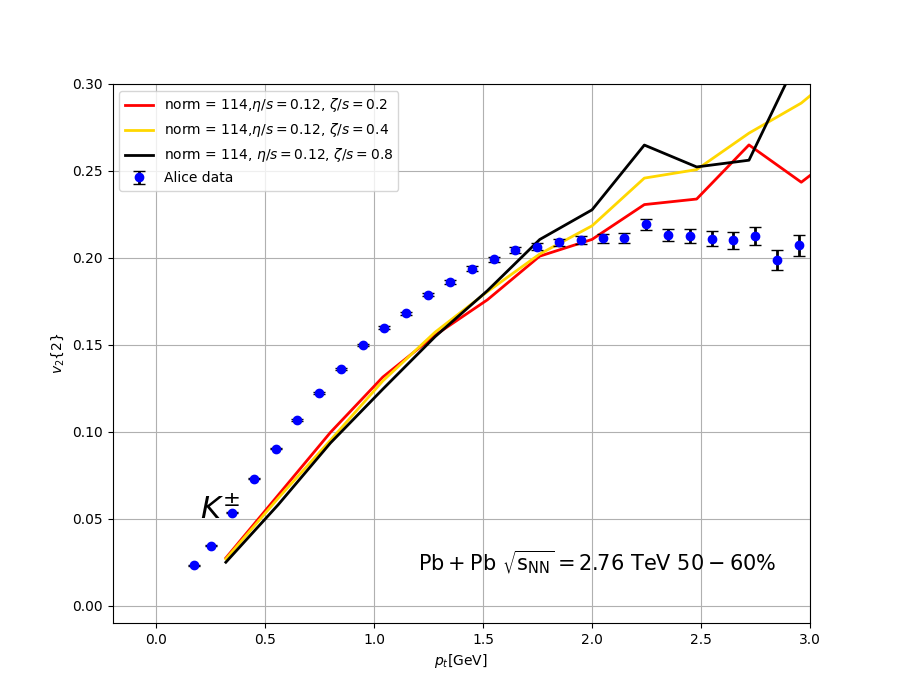 norm = 114,η/s = 0.12, ζ/s = 0.2
norm = 114,η/s = 0.12, ζ/s = 0.4
norm = 114, η/s = 0.12, ζ/s = 0.8
Alice data
0.30
0.25
0.20
0.15
0.10
0.05
0.00
v₂{2}
K±
Pb + Pb √sNN = 2.76 TeV 50 − 60%
0.0 0.5 1.0 1.5 2.0 2.5 3.0
pₜ[GeV]